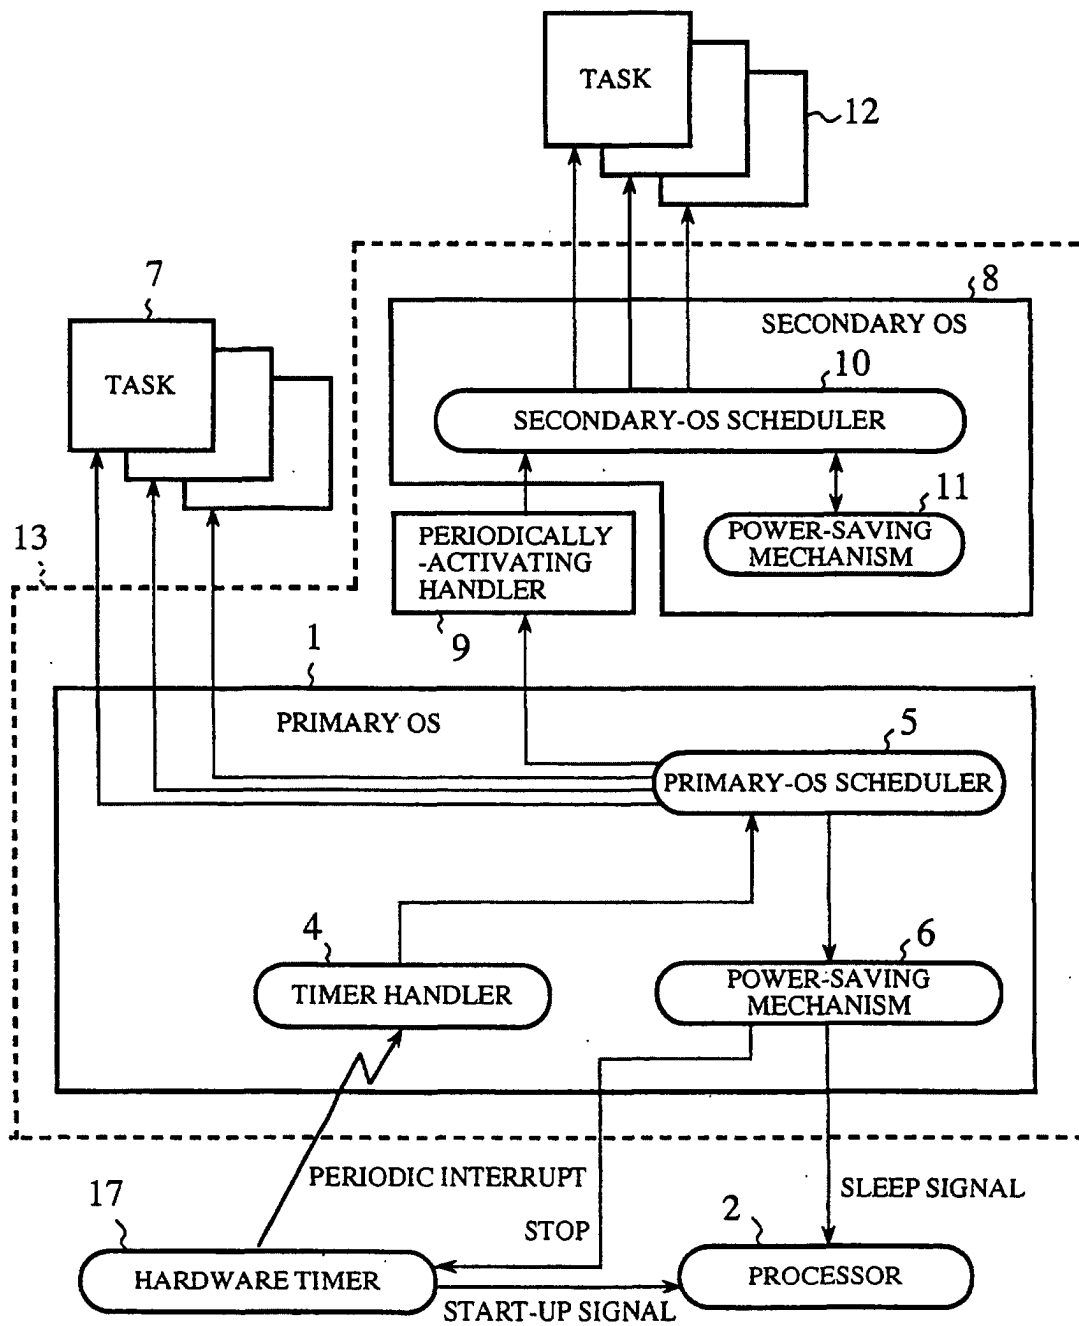 TASK
12
7
TASK
8
SECONDARY OS
10
SECONDARY-OS SCHEDULER
11
POWER-SAVING
MECHANISM
13
PERIODICALLY
-ACTIVATING
HANDLER
9
1
PRIMARY OS
5
PRIMARY-OS SCHEDULER
4
TIMER HANDLER
6
POWER-SAVING
MECHANISM
PERIODIC INTERRUPT
SLEEP SIGNAL
17
STOP
2
HARDWARE TIMER
PROCESSOR
START-UP SIGNAL